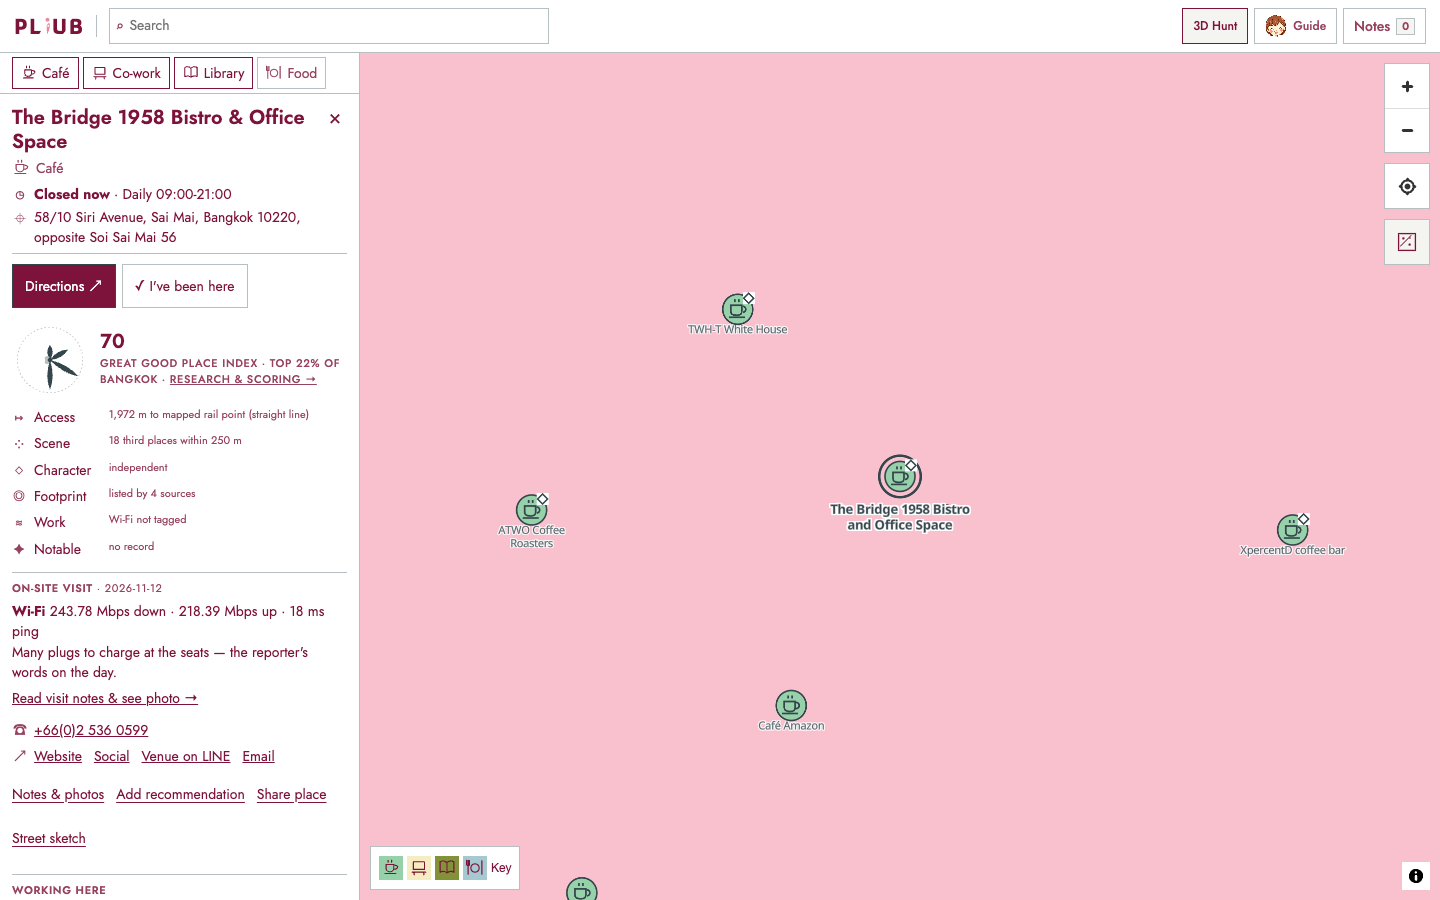 PLUB
Search
3D Hunt
Guide
Notes 0
Café
Co-work
Library
Food
The Bridge 1958 Bistro & Office
Space
Café
Closed now · Daily 09:00-21:00
58/10 Siri Avenue, Sai Mai, Bangkok 10220,
opposite Soi Sai Mai 56
Directions ↗
✓ I've been here
70
GREAT GOOD PLACE INDEX · TOP 22% OF
BANGKOK · RESEARCH & SCORING →
Access 1,972 m to mapped rail point (straight line)
Scene 18 third places within 250 m
Character independent
Footprint listed by 4 sources
Work Wi-Fi not tagged
Notable no record
ON-SITE VISIT · 2026-11-12
Wi-Fi 243.78 Mbps down · 218.39 Mbps up · 18 ms
ping
Many plugs to charge at the seats — the reporter's
words on the day.
Read visit notes & see photo →
+66(0)2 536 0599
Website Social Venue on LINE Email
Notes & photos Add recommendation Share place
Street sketch
WORKING HERE
TWH-T White House
The Bridge 1958 Bistro
and Office Space
ATWO Coffee
Roasters
XpercentD coffee bar
Café Amazon
Key